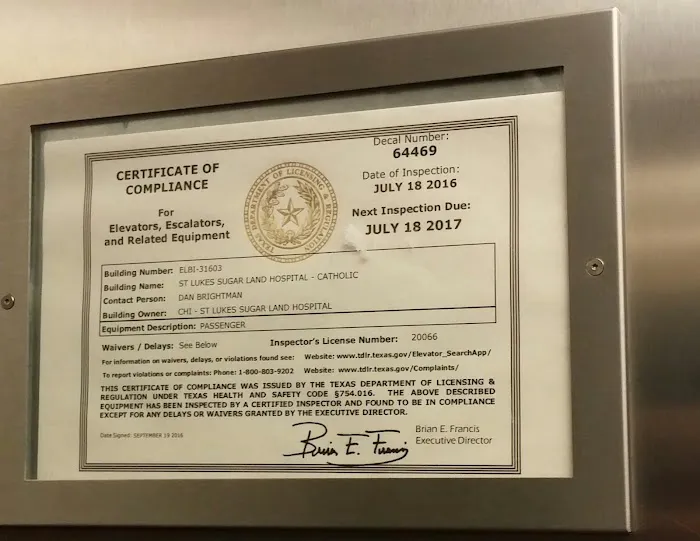 CERTIFICATE OF
COMPLIANCE
For
Elevators, Escalators,
and Related Equipment
TEXAS DEPARTMENT OF LICENSING & REGULATION
Decal Number:
64469
Date of Inspection:
JULY 18 2016
Next Inspection Due:
JULY 18 2017
Building Number: ELBI-31603
Building Name: ST LUKES SUGAR LAND HOSPITAL - CATHOLIC
Contact Person: DAN BRIGHTMAN
Building Owner: CHI - ST LUKES SUGAR LAND HOSPITAL
Equipment Description: PASSENGER
Waivers / Delays: See Below Inspector's License Number: 20066
For information on waivers, delays, or violations found see: Website: www.tdlr.texas.gov/Elevator_SearchApp/
To report violations or complaints: Phone: 1-800-803-9202 Website: www.tdlr.texas.gov/Complaints/
THIS CERTIFICATE OF COMPLIANCE WAS ISSUED BY THE TEXAS DEPARTMENT OF LICENSING &
REGULATION UNDER TEXAS HEALTH AND SAFETY CODE §754.016. THE ABOVE DESCRIBED
EQUIPMENT HAS BEEN INSPECTED BY A CERTIFIED INSPECTOR AND FOUND TO BE IN COMPLIANCE
EXCEPT FOR ANY DELAYS OR WAIVERS GRANTED BY THE EXECUTIVE DIRECTOR.
Date Signed: SEPTEMBER 19 2016
Brian E. Francis
Brian E. Francis
Executive Director